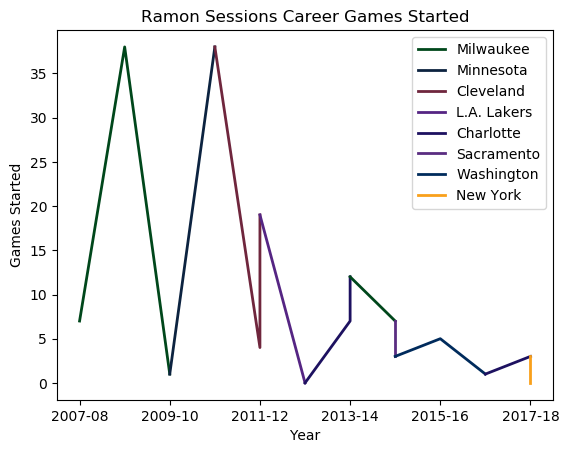 Ramon Sessions Career Games Started
Games Started
35
30
25
20
15
10
5
0
Milwaukee
Minnesota
Cleveland
L.A. Lakers
Charlotte
Sacramento
Washington
New York
2007-08 2009-10 2011-12 2013-14 2015-16 2017-18
Year